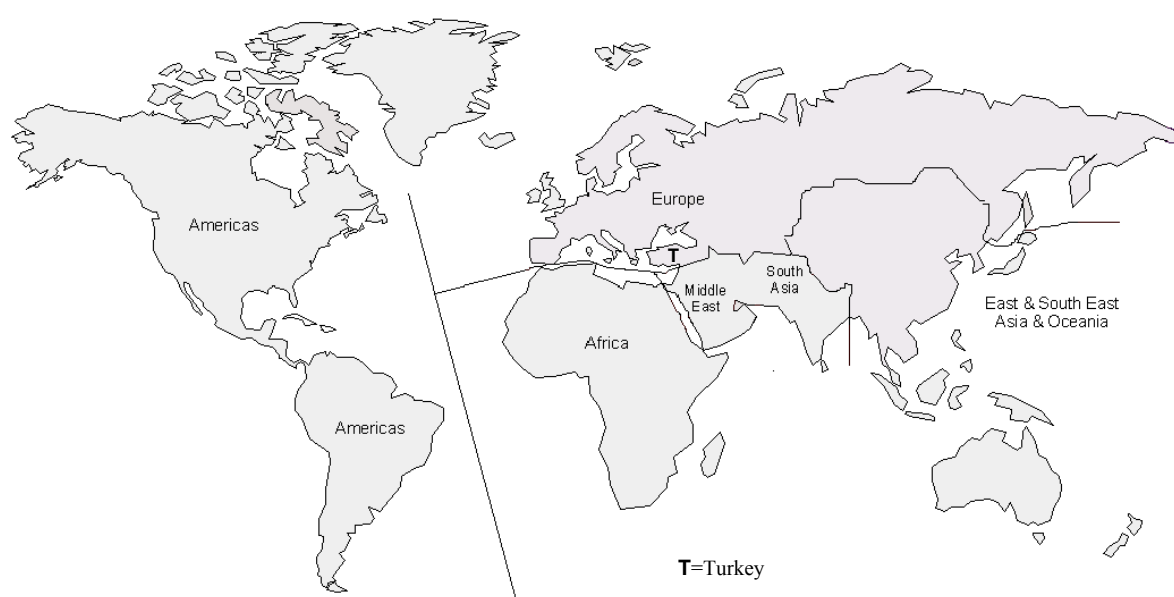 Americas
Europe
T
South
Asia
Middle
East
East & South East
Asia & Oceania
Africa
Americas
T=Turkey